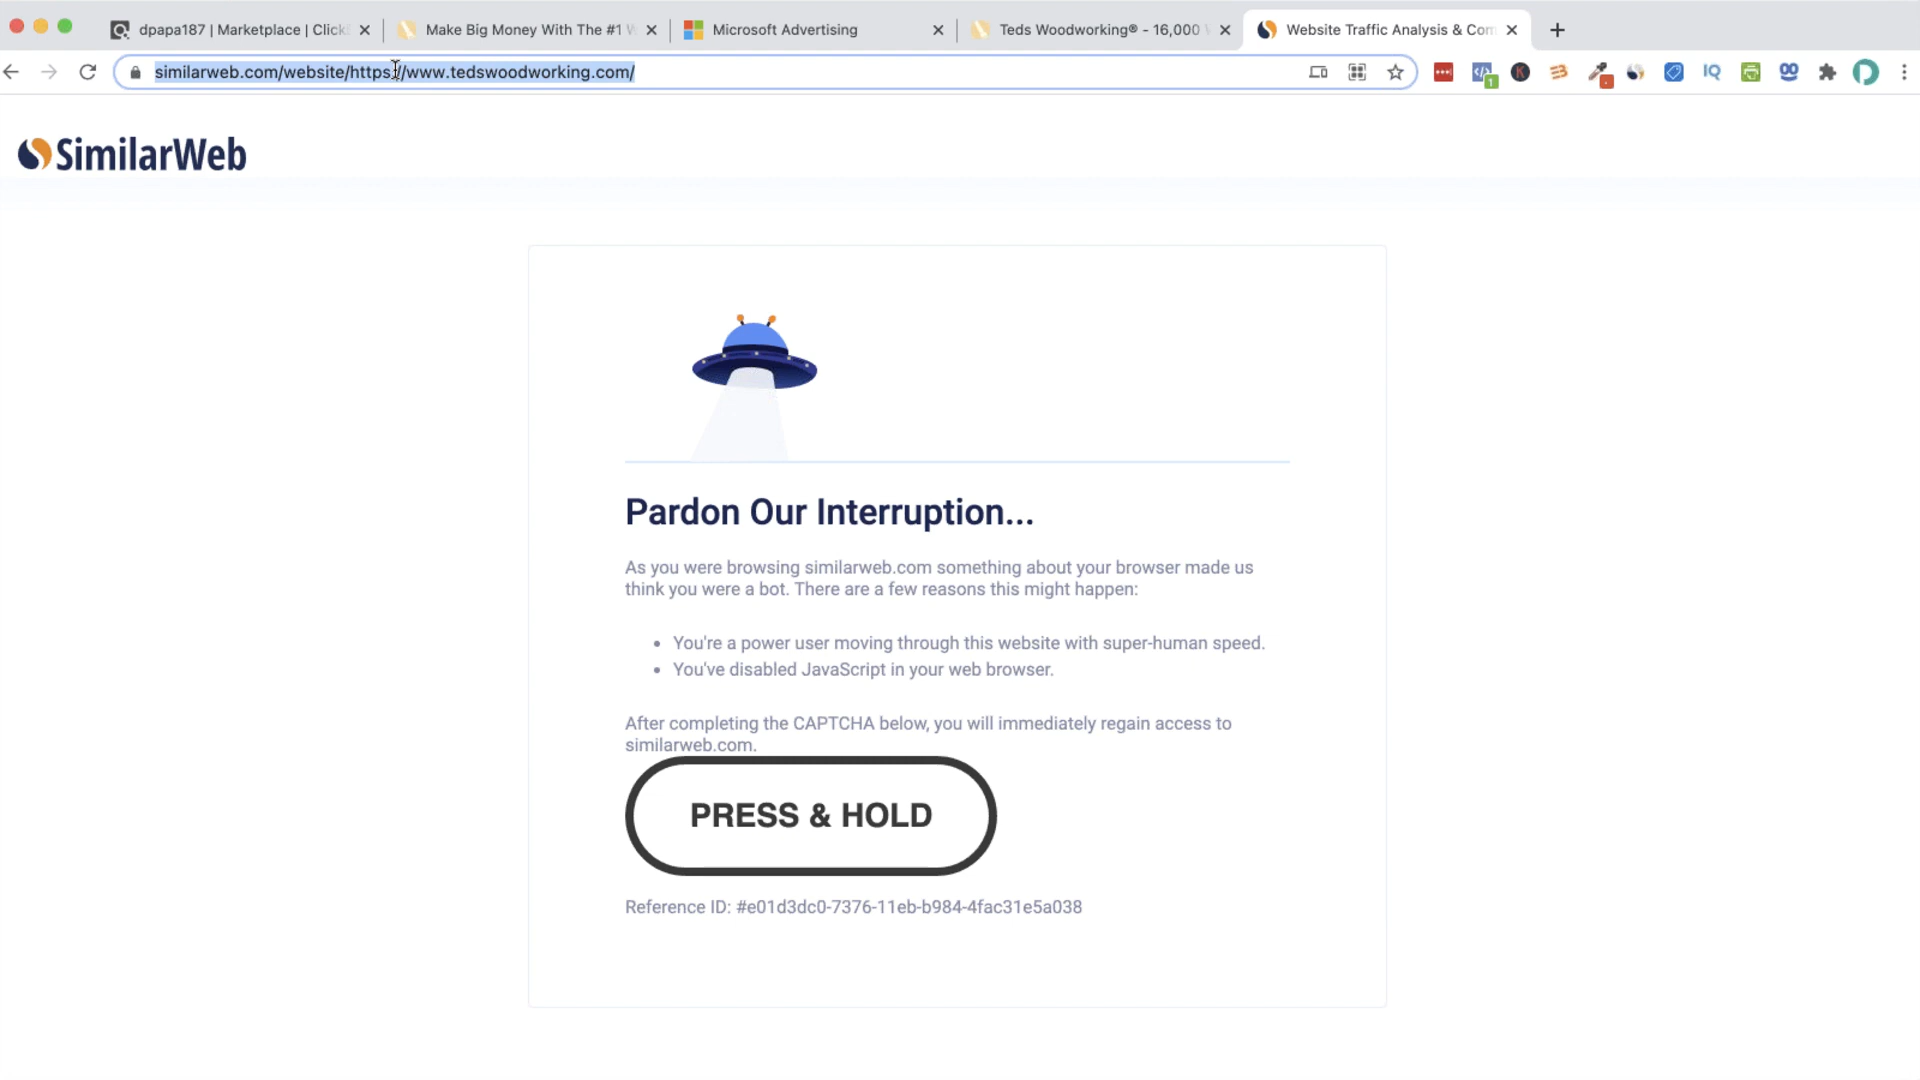 dpapa187 | Marketplace | Click
Make Big Money With The #1
Microsoft Advertising
Teds Woodworking® - 16,000
Website Traffic Analysis & Com
similarweb.com/website/https://www.tedswoodworking.com/
1
K
IQ
SimilarWeb
Pardon Our Interruption...
As you were browsing similarweb.com something about your browser made us
think you were a bot. There are a few reasons this might happen:
• You're a power user moving through this website with super-human speed.
• You've disabled JavaScript in your web browser.
After completing the CAPTCHA below, you will immediately regain access to
similarweb.com.
PRESS & HOLD
Reference ID: #e01d3dc0-7376-11eb-b984-4fac31e5a038